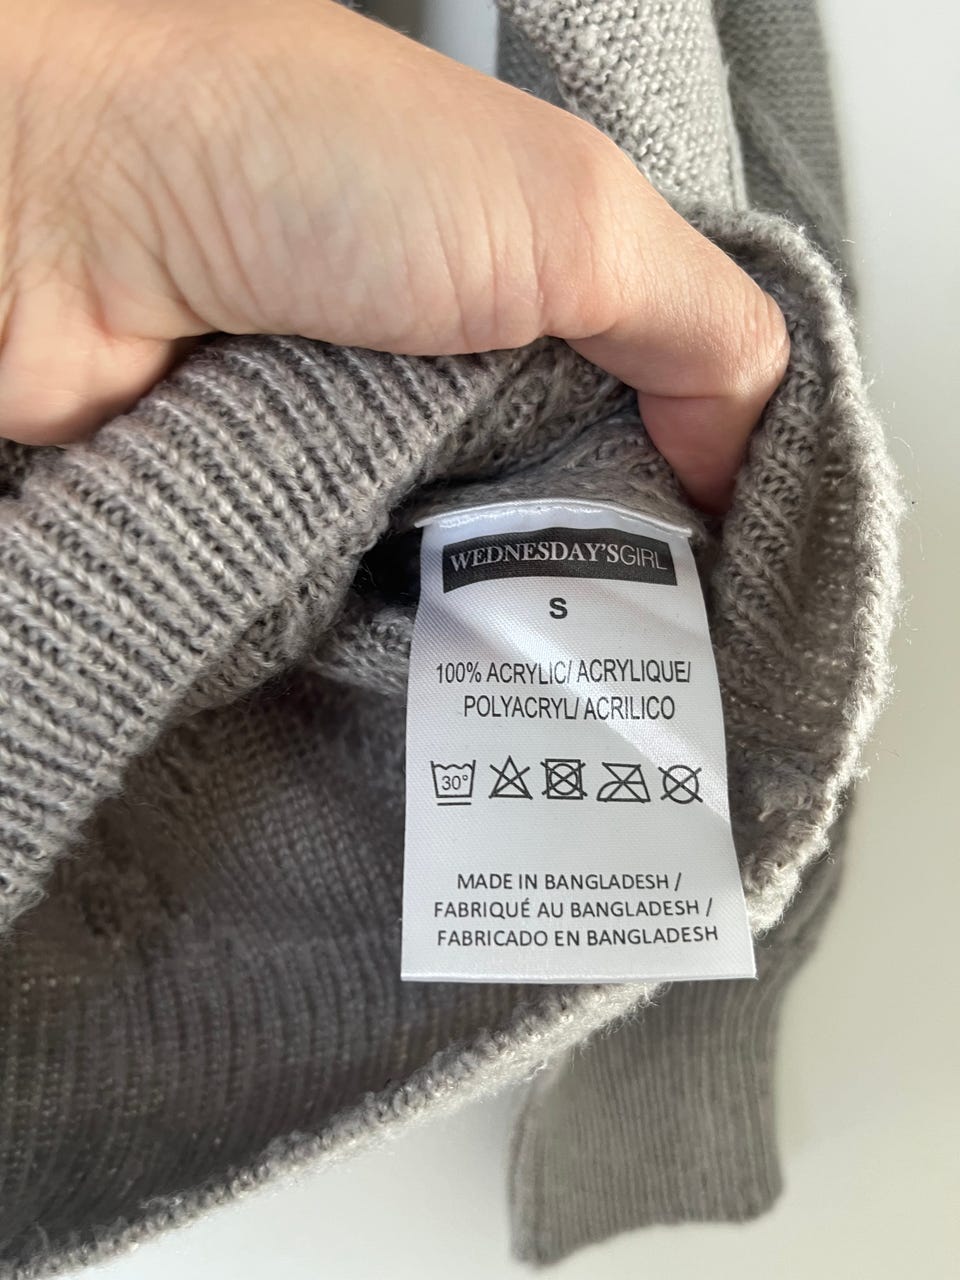 WEDNESDAY'SGIRL
S
100% ACRYLIC/ ACRYLIQUE/
POLYACRYL/ ACRILICO
30°
MADE IN BANGLADESH /
FABRIQUÉ AU BANGLADESH /
FABRICADO EN BANGLADESH